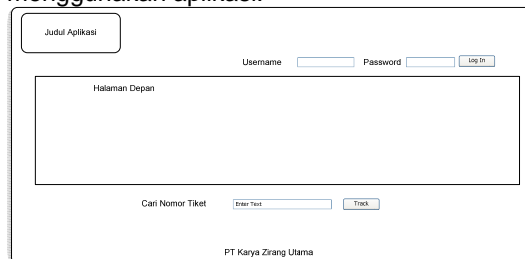 menggunakan aplikasi.
Judul Aplikasi
Username Password Log In
Halaman Depan
Cari Nomor Tiket Enter Text Track
PT Karya Zirang Utama